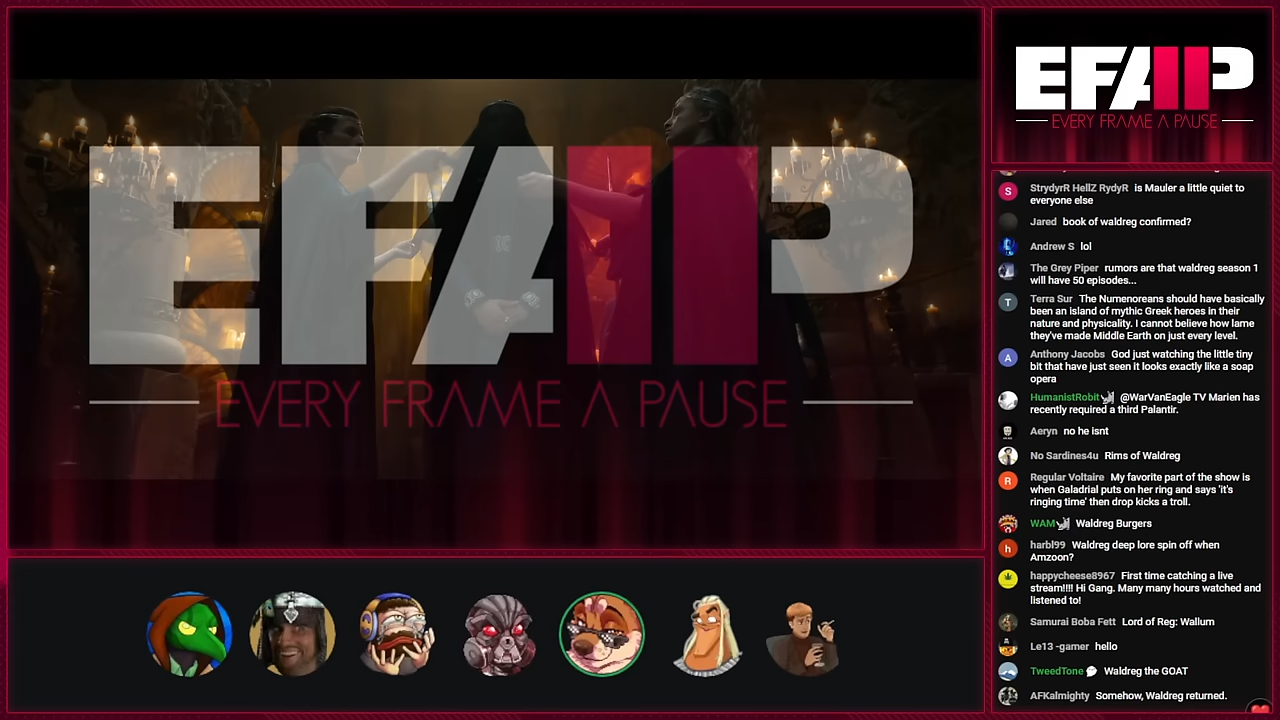 EFAP
EVERY FRAME A PAUSE
EFAP
EVERY FRAME A PAUSE
S
StrydyrR HellZ RydyR is Mauler a little quiet to
everyone else
Jared book of waldreg confirmed?
Andrew S lol
The Grey Piper rumors are that waldreg season 1
will have 50 episodes...
T
Terra Sur The Numenoreans should have basically
been an island of mythic Greek heroes in their
nature and physicality. I cannot believe how lame
they've made Middle Earth on just every level.
A
Anthony Jacobs God just watching the little tiny
bit that have just seen it looks exactly like a soap
opera
HumanistRobit @WarVanEagle TV Marien has
recently required a third Palantir.
Aeryn no he isnt
No Sardines4u Rims of Waldreg
R
Regular Voltaire My favorite part of the show is
when Galadrial puts on her ring and says 'it's
ringing time' then drop kicks a troll.
WAM Waldreg Burgers
h
harbl99 Waldreg deep lore spin off when
Amzoon?
happycheese8967 First time catching a live
stream!!!! Hi Gang. Many many hours watched and
listened to!
Samurai Boba Fett Lord of Reg: Wallum
Le13 -gamer hello
TweedTone Waldreg the GOAT
AFKalmighty Somehow, Waldreg returned.